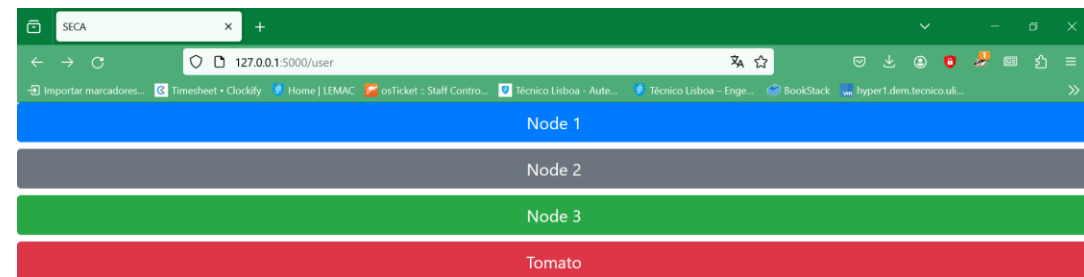 SECA
127.0.0.1:5000/user
Importar marcadores... Timesheet • Clockify Home | LEMAC osTicket :: Staff Contro... Técnico Lisboa - Aute... Técnico Lisboa – Enge... BookStack hyper1.dem.tecnico.uli...
Node 1
Node 2
Node 3
Tomato